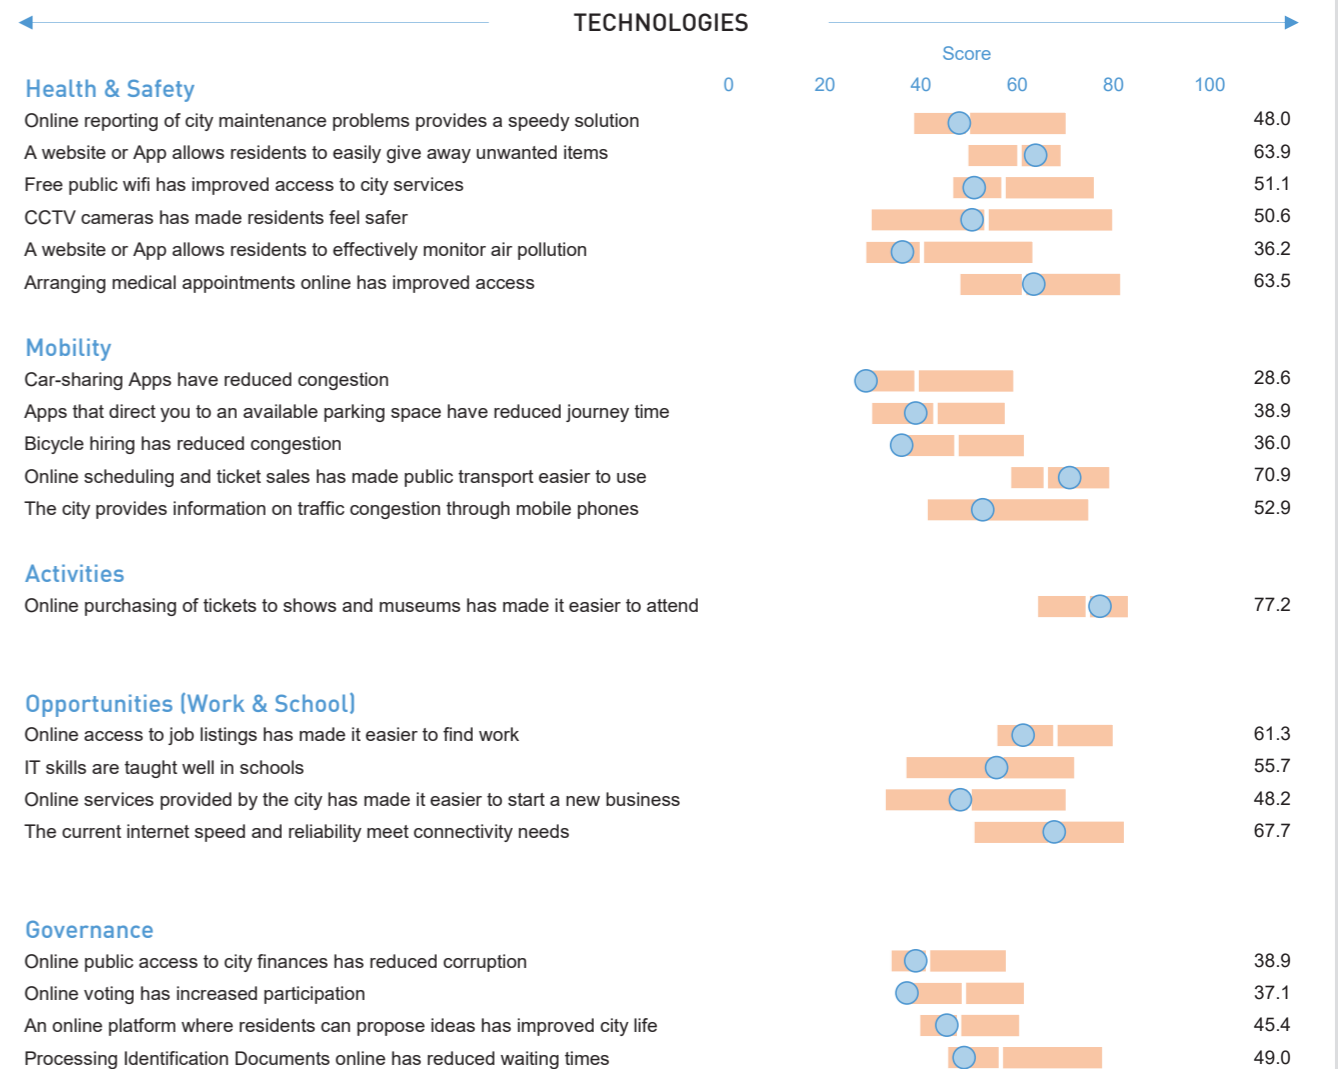 TECHNOLOGIES
Score
Health & Safety 0 20 40 60 80 100
Online reporting of city maintenance problems provides a speedy solution 48.0
A website or App allows residents to easily give away unwanted items 63.9
Free public wifi has improved access to city services 51.1
CCTV cameras has made residents feel safer 50.6
A website or App allows residents to effectively monitor air pollution 36.2
Arranging medical appointments online has improved access 63.5
Mobility
Car-sharing Apps have reduced congestion 28.6
Apps that direct you to an available parking space have reduced journey time 38.9
Bicycle hiring has reduced congestion 36.0
Online scheduling and ticket sales has made public transport easier to use 70.9
The city provides information on traffic congestion through mobile phones 52.9
Activities
Online purchasing of tickets to shows and museums has made it easier to attend 77.2
Opportunities (Work & School)
Online access to job listings has made it easier to find work 61.3
IT skills are taught well in schools 55.7
Online services provided by the city has made it easier to start a new business 48.2
The current internet speed and reliability meet connectivity needs 67.7
Governance
Online public access to city finances has reduced corruption 38.9
Online voting has increased participation 37.1
An online platform where residents can propose ideas has improved city life 45.4
Processing Identification Documents online has reduced waiting times 49.0